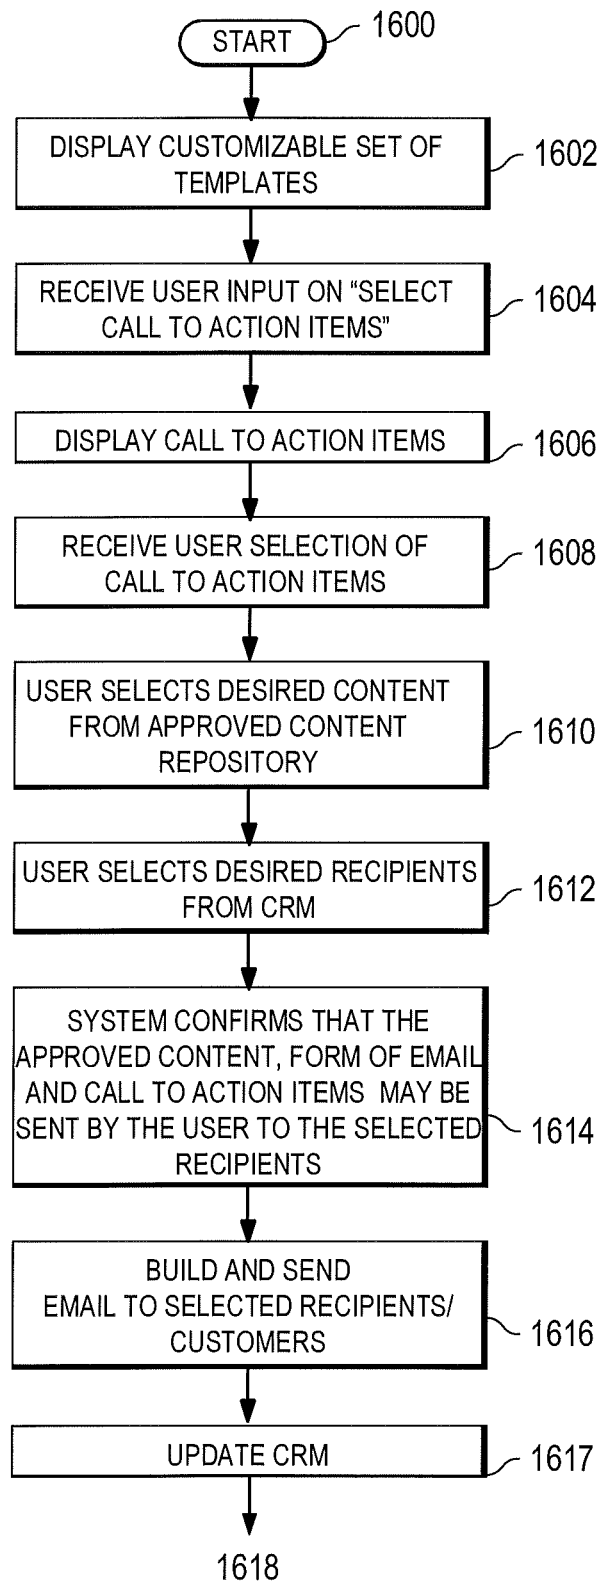 START
1600
DISPLAY CUSTOMIZABLE SET OF
TEMPLATES
1602
RECEIVE USER INPUT ON “SELECT
CALL TO ACTION ITEMS”
1604
DISPLAY CALL TO ACTION ITEMS
1606
RECEIVE USER SELECTION OF
CALL TO ACTION ITEMS
1608
USER SELECTS DESIRED CONTENT
FROM APPROVED CONTENT
REPOSITORY
1610
USER SELECTS DESIRED RECIPIENTS
FROM CRM
1612
SYSTEM CONFIRMS THAT THE
APPROVED CONTENT, FORM OF EMAIL
AND CALL TO ACTION ITEMS MAY BE
SENT BY THE USER TO THE SELECTED
RECIPIENTS
1614
BUILD AND SEND
EMAIL TO SELECTED RECIPIENTS/
CUSTOMERS
1616
UPDATE CRM
1617
1618